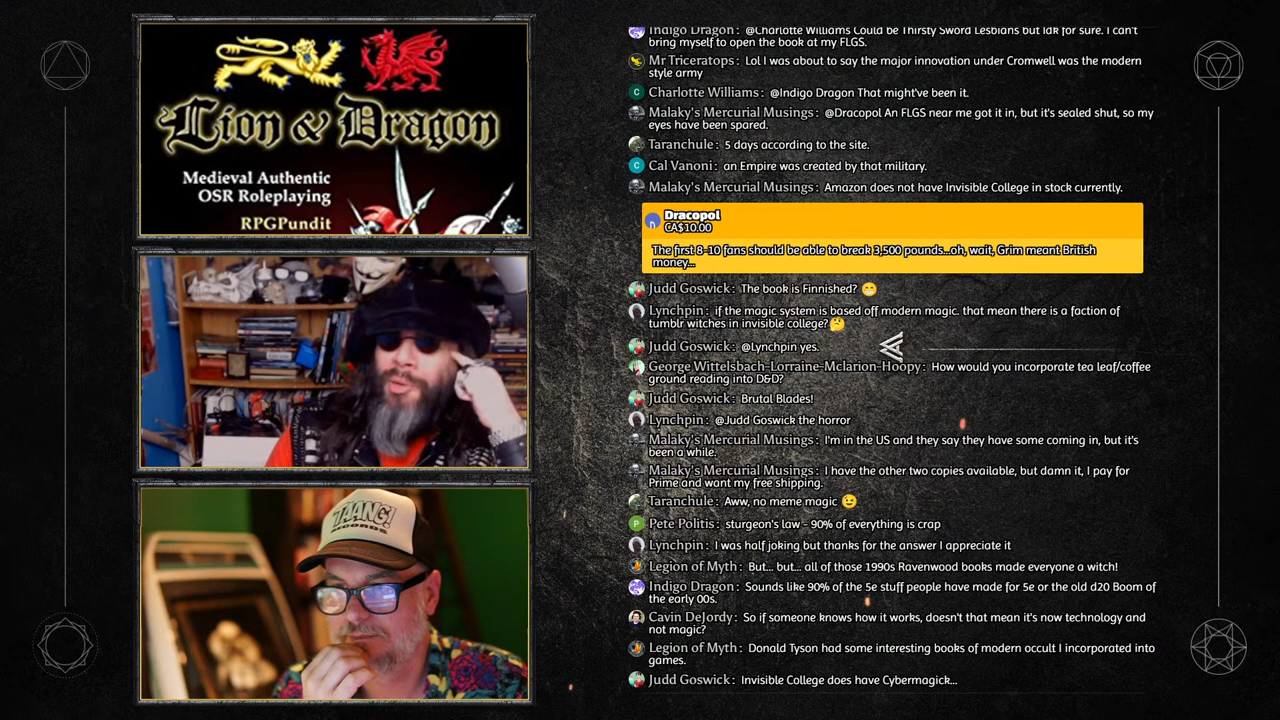 Lion & Dragon
Medieval Authentic
OSR Roleplaying
RPGPundit
TAANG!
RECORDS
Indigo Dragon: @Charlotte Williams Could be Thirsty Sword Lesbians but Idk for sure. I can't
bring myself to open the book at my FLGS.
Mr Triceratops: Lol I was about to say the major innovation under Cromwell was the modern
style army
C
Charlotte Williams: @Indigo Dragon That might've been it.
Malaky's Mercurial Musings: @Dracopol An FLGS near me got it in, but it's sealed shut, so my
eyes have been spared.
Taranchule: 5 days according to the site.
C
Cal Vanoni: an Empire was created by that military.
Malaky's Mercurial Musings: Amazon does not have Invisible College in stock currently.
Dracopol
CA$10.00
The first 8-10 fans should be able to break 3,500 pounds...oh, wait, Grim meant British
money...
Judd Goswick: The book is Finnished? 😁
Lynchpin: if the magic system is based off modern magic. that mean there is a faction of
tumblr witches in invisible college? 🤔
Judd Goswick: @Lynchpin yes.
George Wittelsbach-Lorraine-Mclarion-Hoopy: How would you incorporate tea leaf/coffee
ground reading into D&D?
Judd Goswick: Brutal Blades!
Lynchpin: @Judd Goswick the horror
Malaky's Mercurial Musings: I'm in the US and they say they have some coming in, but it's
been a while.
Malaky's Mercurial Musings: I have the other two copies available, but damn it, I pay for
Prime and want my free shipping.
Taranchule: Aww, no meme magic 😉
P
Pete Politis: sturgeon's law - 90% of everything is crap
Lynchpin: I was half joking but thanks for the answer I appreciate it
Legion of Myth: But... but... all of those 1990s Ravenwood books made everyone a witch!
Indigo Dragon: Sounds like 90% of the 5e stuff people have made for 5e or the old d20 Boom of
the early 00s.
Cavin DeJordy: So if someone knows how it works, doesn't that mean it's now technology and
not magic?
Legion of Myth: Donald Tyson had some interesting books of modern occult I incorporated into
games.
Judd Goswick: Invisible College does have Cybermagick...